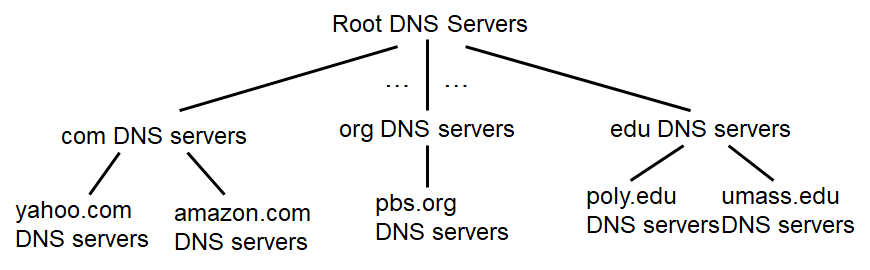 Root DNS Servers
… …
com DNS servers
org DNS servers
edu DNS servers
yahoo.com
DNS servers
amazon.com
DNS servers
pbs.org
DNS servers
poly.edu
DNS servers
umass.edu
DNS servers